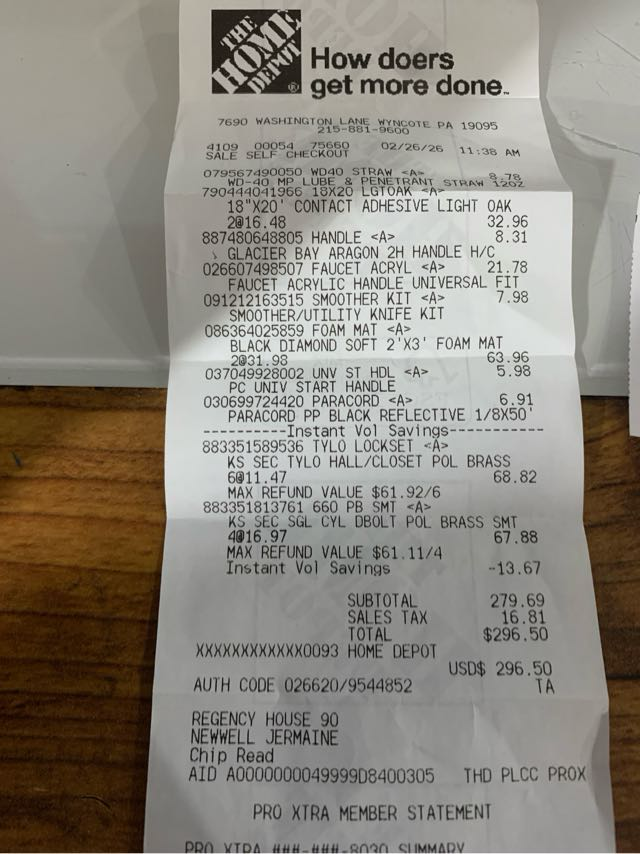 THE
HOME
DEPOT
How doers
get more done.
7690 WASHINGTON LANE WYNCOTE PA 19095
215-881-9600
4109 00054 75660 02/26/26 11:38 AM
SALE SELF CHECKOUT
079567490050 WD40 STRAW <A> 8.78
WD-40 MP LUBE & PENETRANT STRAW 12OZ
790444041966 18X20 LGTOAK <A>
18"X20' CONTACT ADHESIVE LIGHT OAK
2@16.48 32.96
887480648805 HANDLE <A> 8.31
GLACIER BAY ARAGON 2H HANDLE H/C
026607498507 FAUCET ACRYL <A> 21.78
FAUCET ACRYLIC HANDLE UNIVERSAL FIT
091212163515 SMOOTHER KIT <A> 7.98
SMOOTHER/UTILITY KNIFE KIT
086364025859 FOAM MAT <A>
BLACK DIAMOND SOFT 2'X3' FOAM MAT
2@31.98 63.96
037049928002 UNV ST HDL <A> 5.98
PC UNIV START HANDLE
030699724420 PARACORD <A> 6.91
PARACORD PP BLACK REFLECTIVE 1/8X50'
----------Instant Vol Savings-----------
883351589536 TYLO LOCKSET <A>
KS SEC TYLO HALL/CLOSET POL BRASS
6@11.47 68.82
MAX REFUND VALUE $61.92/6
883351813761 660 PB SMT <A>
KS SEC SGL CYL DBOLT POL BRASS SMT
4@16.97 67.88
MAX REFUND VALUE $61.11/4
Instant Vol Savings -13.67
SUBTOTAL 279.69
SALES TAX 16.81
TOTAL $296.50
XXXXXXXXXXXX0093 HOME DEPOT
USD$ 296.50
AUTH CODE 026620/9544852 TA
REGENCY HOUSE 90
NEWWELL JERMAINE
Chip Read
AID A0000000049999D8400305 THD PLCC PROX
PRO XTRA MEMBER STATEMENT
PRO XTRA ###-###-8030 SUMMARY